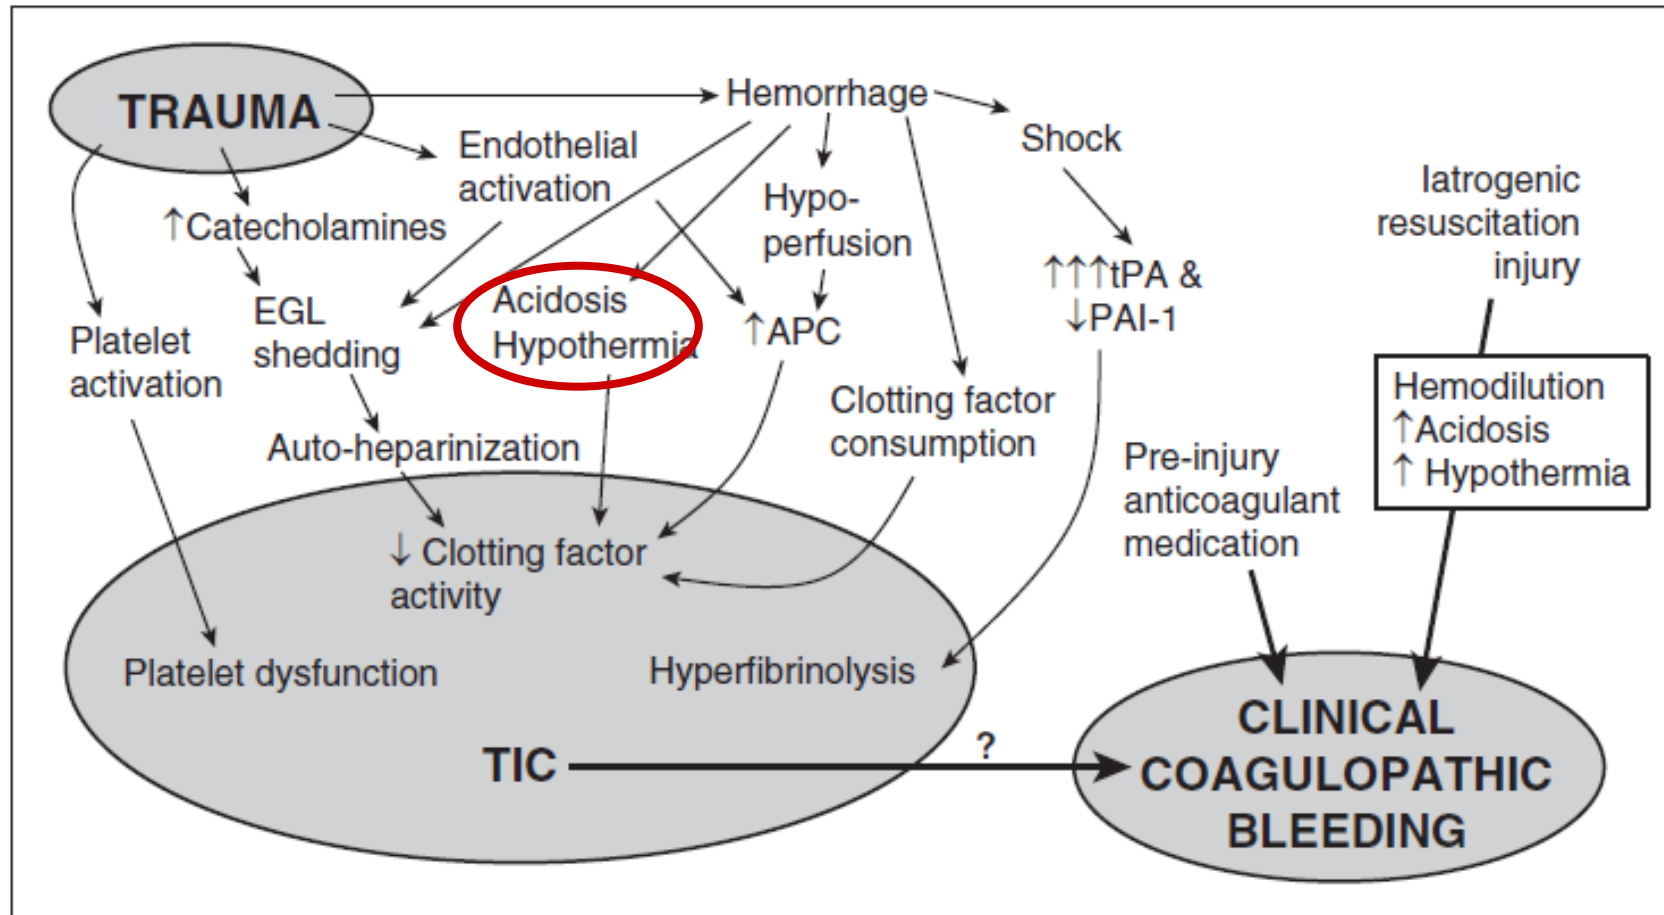 TRAUMA
Hemorrhage
Shock
Endothelial
activation
Hypo-
perfusion
↑Catecholamines
Iatrogenic
resuscitation
injury
↑↑↑tPA &
↓PAI-1
EGL
shedding
Acidosis
Hypothermia
↑APC
Platelet
activation
Clotting factor
consumption
Hemodilution
↑Acidosis
↑ Hypothermia
Auto-heparinization
Pre-injury
anticoagulant
medication
↓ Clotting factor
activity
Platelet dysfunction
Hyperfibrinolysis
TIC
?
CLINICAL
COAGULOPATHIC
BLEEDING